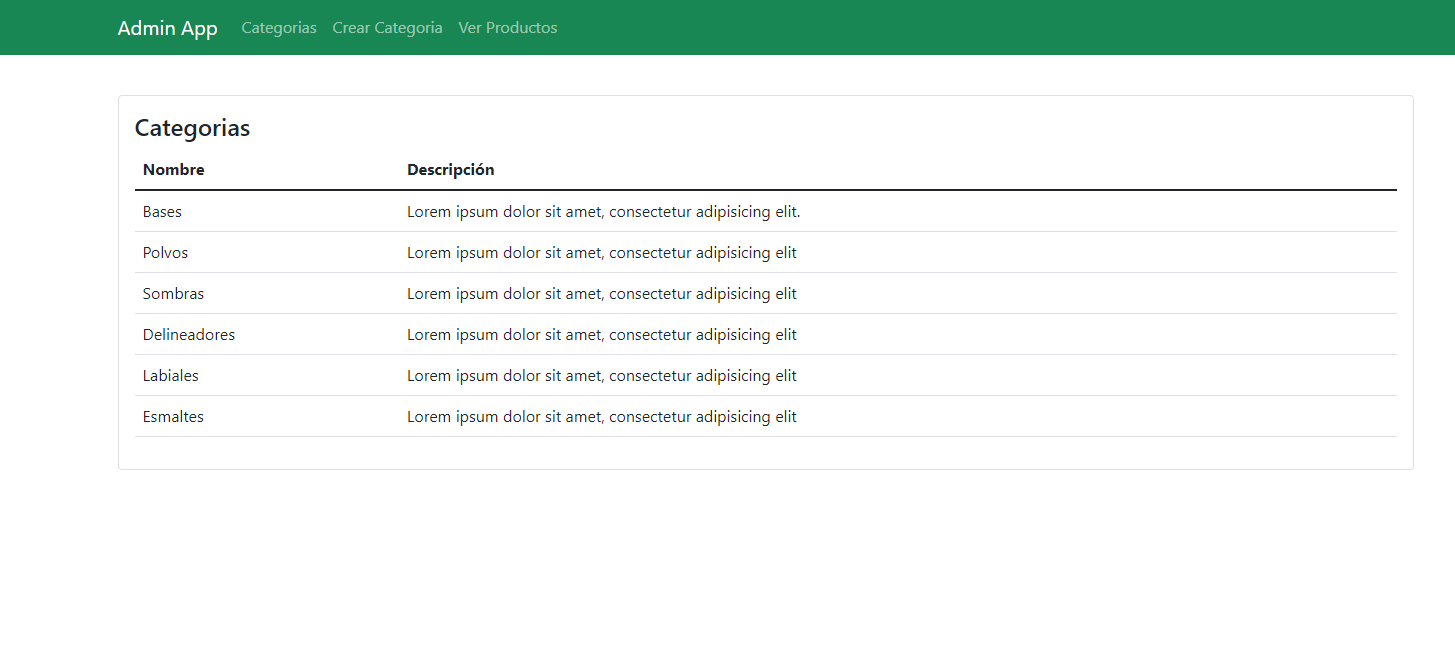 Admin App Categorias Crear Categoria Ver Productos
Categorias
Nombre Descripción
Bases Lorem ipsum dolor sit amet, consectetur adipisicing elit.
Polvos Lorem ipsum dolor sit amet, consectetur adipisicing elit
Sombras Lorem ipsum dolor sit amet, consectetur adipisicing elit
Delineadores Lorem ipsum dolor sit amet, consectetur adipisicing elit
Labiales Lorem ipsum dolor sit amet, consectetur adipisicing elit
Esmaltes Lorem ipsum dolor sit amet, consectetur adipisicing elit